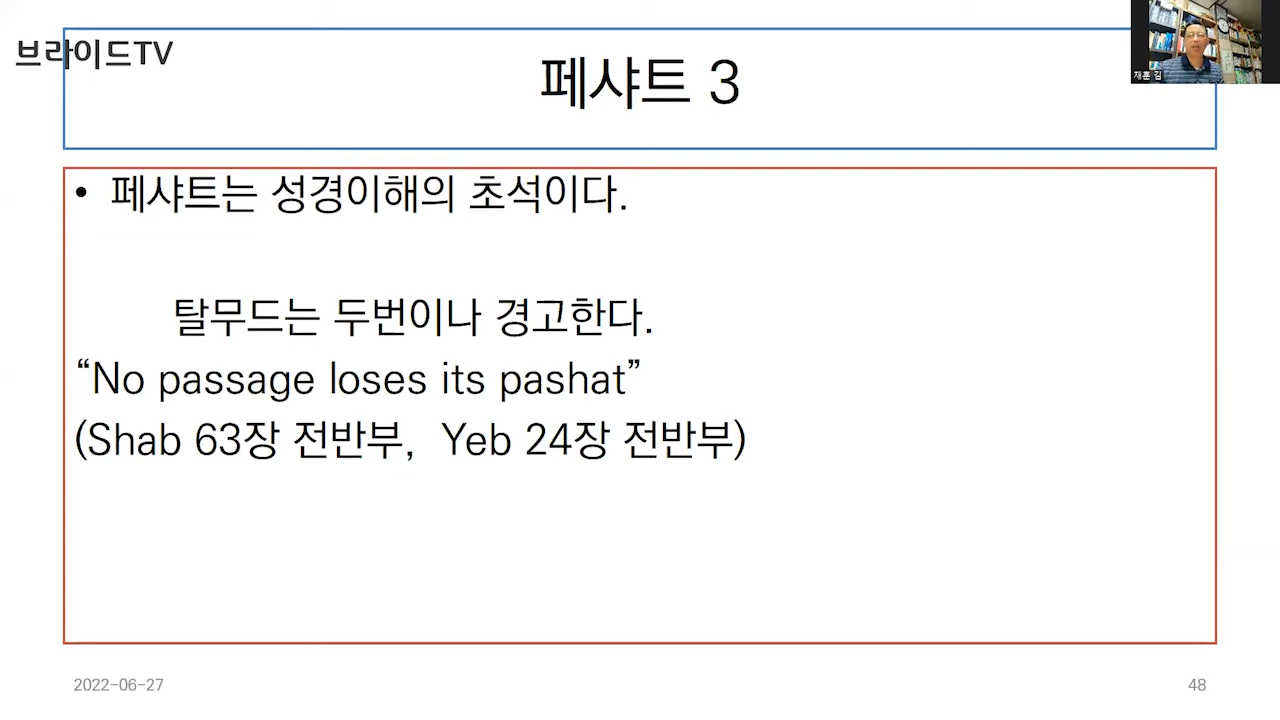 브라이드TV
페샤트 3
재훈 김
• 페샤트는 성경이해의 초석이다.
탈무드는 두번이나 경고한다.
“No passage loses its pashat”
(Shab 63장 전반부, Yeb 24장 전반부)
2022-06-27
48